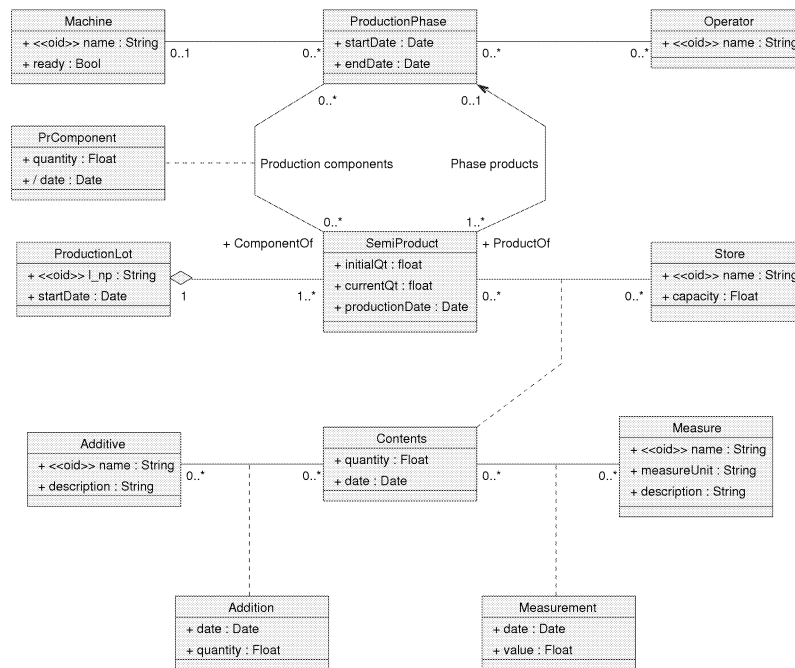 Machine
+ <<oid>> name : String
+ ready : Bool
0..1
0..*
ProductionPhase
+ startDate : Date
+ endDate : Date
0..*
0..*
Operator
+ <<oid>> name : String
0..*
0..1
PrComponent
+ quantity : Float
+ / date : Date
Production components
Phase products
0..*
1..*
+ ComponentOf
+ ProductOf
ProductionLot
+ <<oid>> l_np : String
+ startDate : Date
1
1..*
SemiProduct
+ initialQt : float
+ currentQt : float
+ productionDate : Date
0..*
0..*
Store
+ <<oid>> name : String
+ capacity : Float
Additive
+ <<oid>> name : String
+ description : String
0..*
0..*
Contents
+ quantity : Float
+ date : Date
0..*
0..*
Measure
+ <<oid>> name : String
+ measureUnit : String
+ description : String
Addition
+ date : Date
+ quantity : Float
Measurement
+ date : Date
+ value : Float